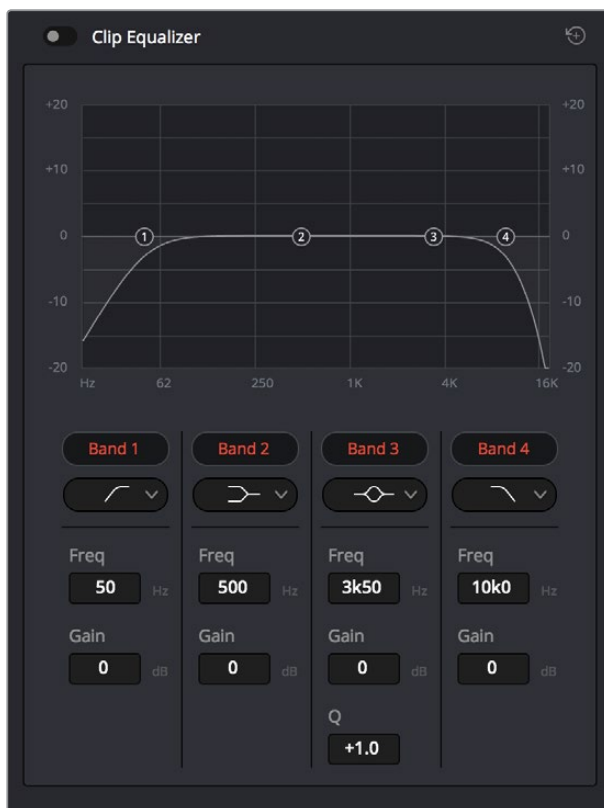 Clip Equalizer
+20 +20
+10 +10
0 1 2 3 4 0
-10 -10
-20 -20
Hz 62 250 1K 4K 16K
Band 1 Band 2 Band 3 Band 4
Freq Freq Freq Freq
50 Hz 500 Hz 3k50 Hz 10k0 Hz
Gain Gain Gain Gain
0 dB 0 dB 0 dB 0 dB
Q
+1.0